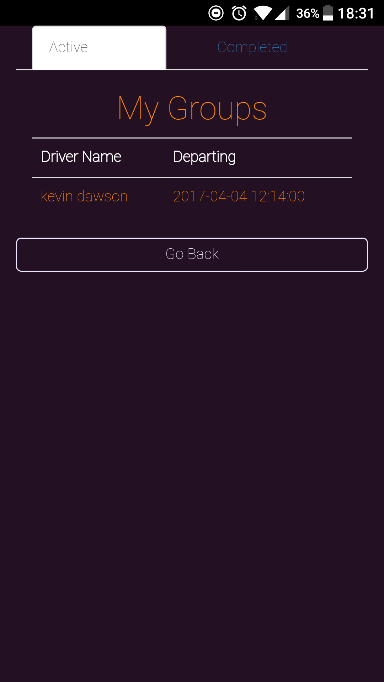 36% 18:31
Active Completed
My Groups
Driver Name Departing
kevin dawson 2017-04-04 12:14:00
Go Back